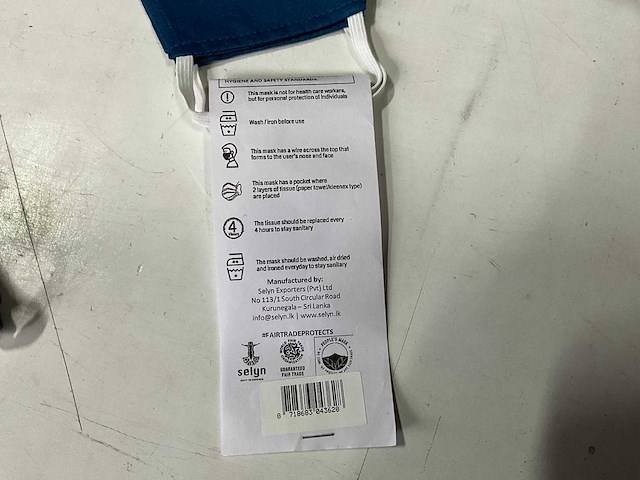 HYGIENE AND SAFETY STANDARDS
This mask is not for health care workers,
but for personal protection of individuals
Wash / iron before use
This mask has a wire across the top that
forms to the user's nose and face
This mask has a pocket where
2 layers of tissue (paper towel/kleenex type)
are placed
4
The tissue should be replaced every
4 hours to stay sanitary
The mask should be washed, air dried
and ironed everyday to stay sanitary
Manufactured by:
Selyn Exporters (Pvt) Ltd
No 113/1 South Circular Road
Kurunegala – Sri Lanka
info@selyn.lk | www.selyn.lk
#FAIRTRADEPROTECTS
selyn
GUARANTEED
FAIR TRADE
PEOPLE'S MASK
8 718683 043628